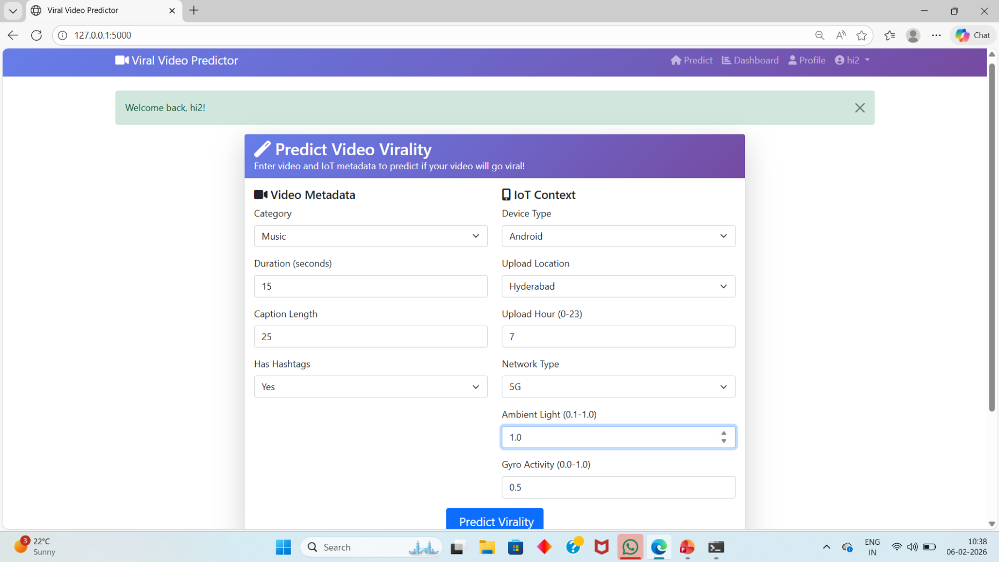 Viral Video Predictor
127.0.0.1:5000
Chat
Viral Video Predictor
Predict
Dashboard
Profile
hi2
Welcome back, hi2!
Predict Video Virality
Enter video and IoT metadata to predict if your video will go viral!
Video Metadata
Category
Music
Duration (seconds)
15
Caption Length
25
Has Hashtags
Yes
IoT Context
Device Type
Android
Upload Location
Hyderabad
Upload Hour (0-23)
7
Network Type
5G
Ambient Light (0.1-1.0)
1.0
Gyro Activity (0.0-1.0)
0.5
Predict Virality
3
22°C
Sunny
Search
ENG
IN
10:38
06-02-2026